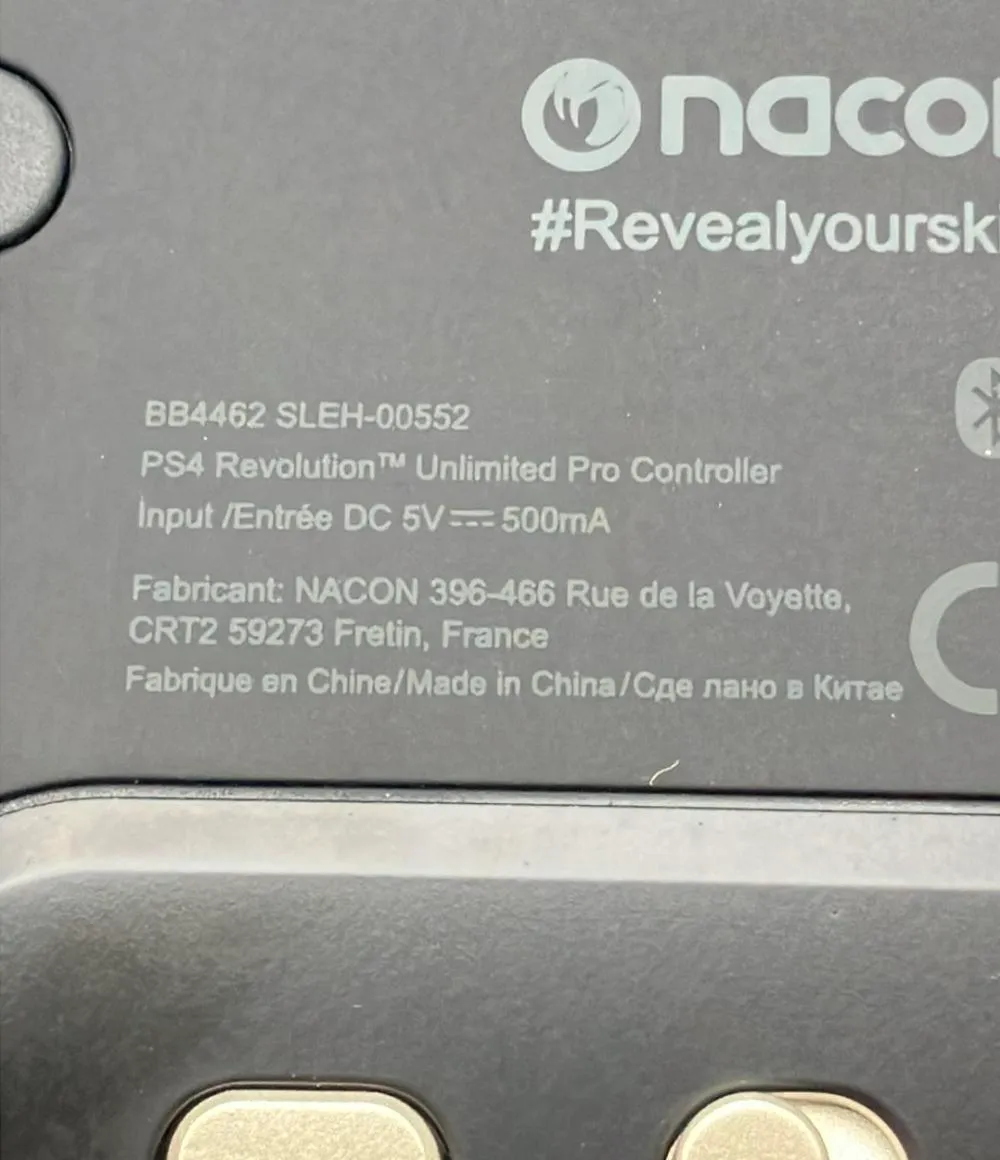 nacon
#Revealyourski
BB4462 SLEH-00552
PS4 Revolution™ Unlimited Pro Controller
Input /Entrée DC 5V⎓500mA
Fabricant: NACON 396-466 Rue de la Voyette,
CRT2 59273 Fretin, France
Fabrique en Chine/Made in China/Сде лано в Китае